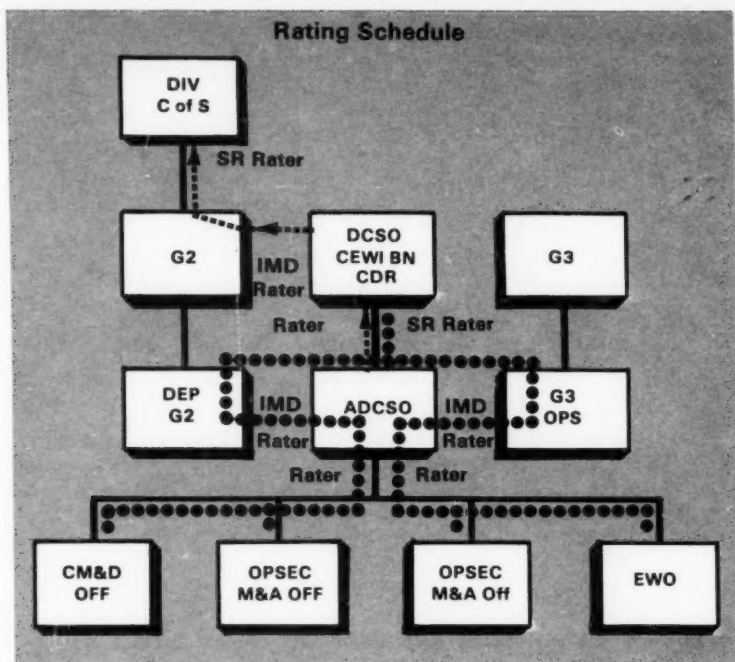 Rating Schedule
DIV
C of S
SR Rater
G2
IMD
Rater
DCSO
CEWI BN
CDR
G3
Rater
SR Rater
DEP
G2
IMD
Rater
ADCSO
IMD
Rater
G3
OPS
Rater
Rater
CM&D
OFF
OPSEC
M&A OFF
OPSEC
M&A Off
EWO